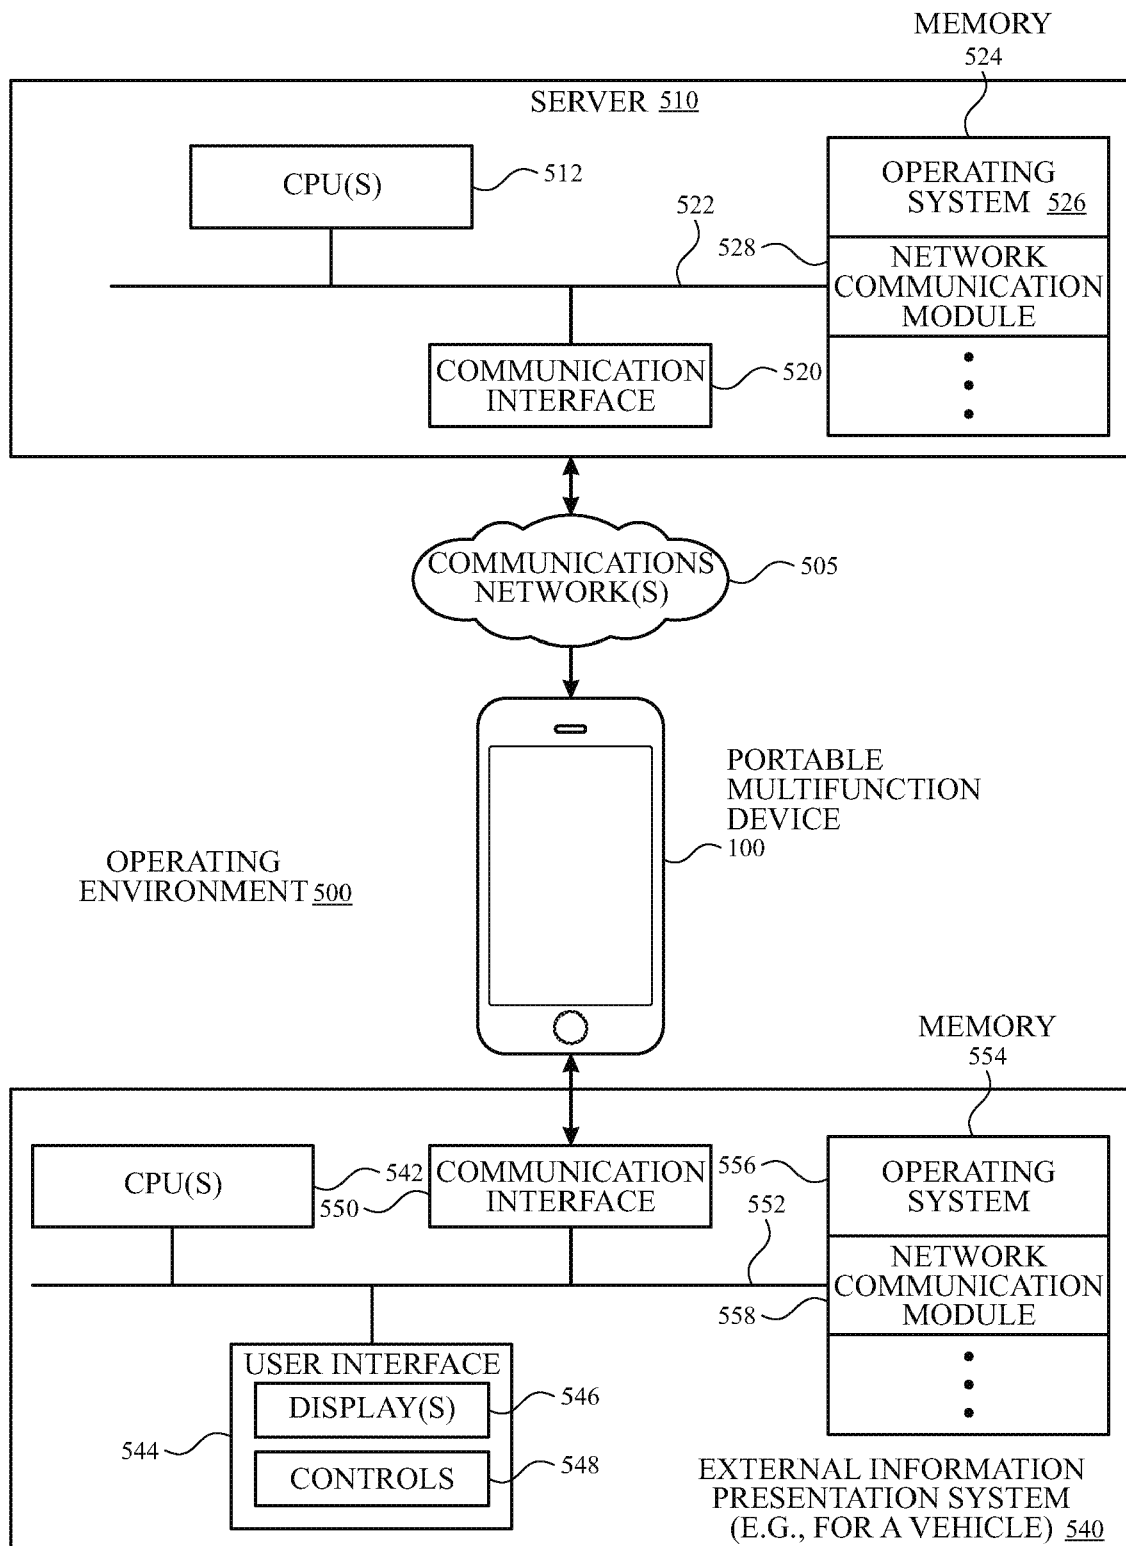 MEMORY
524
SERVER 510
CPU(S)
512
OPERATING
SYSTEM 526
522
528
NETWORK
COMMUNICATION
MODULE
COMMUNICATION
INTERFACE
520
COMMUNICATIONS
NETWORK(S)
505
PORTABLE
MULTIFUNCTION
DEVICE
100
OPERATING
ENVIRONMENT 500
MEMORY
554
CPU(S)
542
550
COMMUNICATION
INTERFACE
556
OPERATING
SYSTEM
552
558
NETWORK
COMMUNICATION
MODULE
USER INTERFACE
DISPLAY(S)
546
544
CONTROLS
548
EXTERNAL INFORMATION
PRESENTATION SYSTEM
(E.G., FOR A VEHICLE) 540